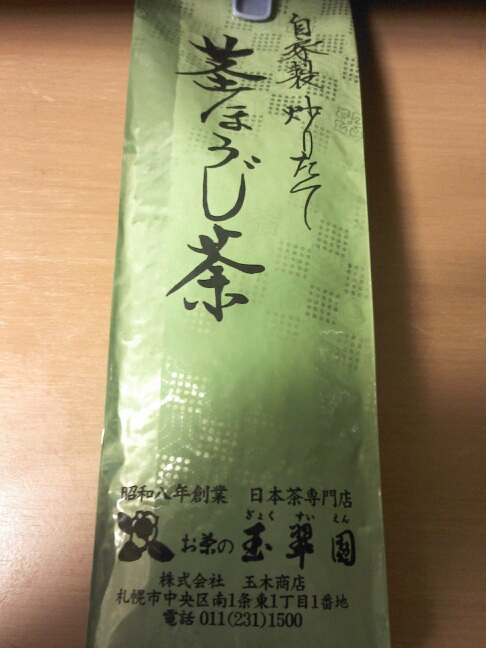 自家製 炒りたて
茎ほうじ茶
昭和八年創業 日本茶専門店
ぎょく すい えん
お茶の 玉翠園
株式会社 玉木商店
札幌市中央区南1条東1丁目1番地
電話 011(231)1500